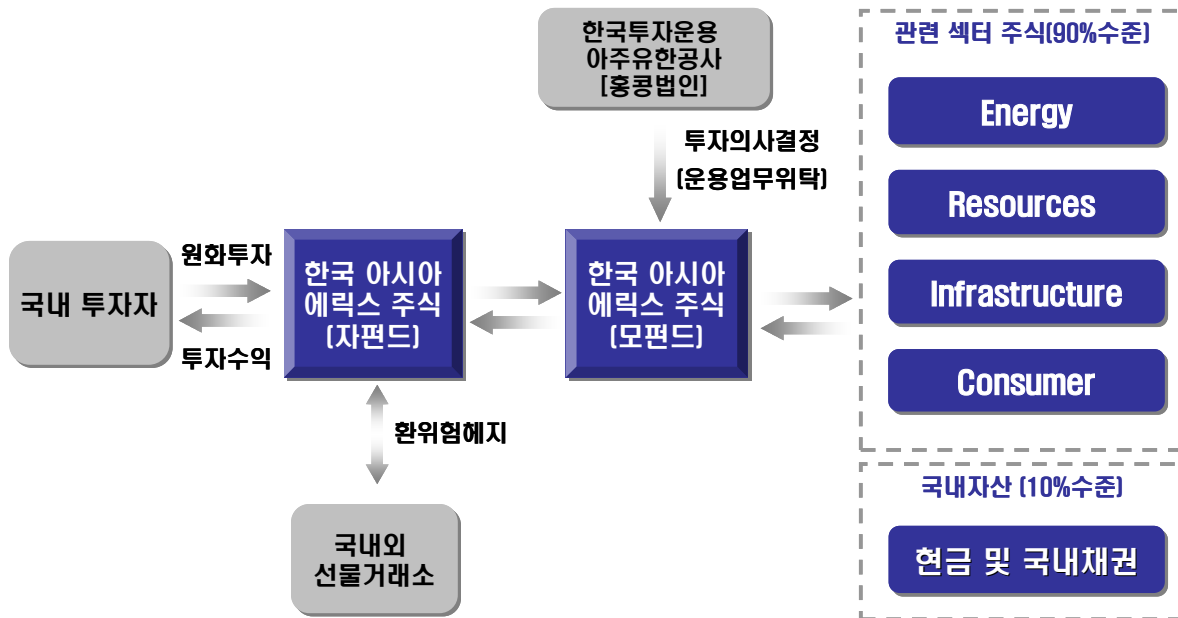 한국투자운용
아주유한공사
[홍콩법인]
투자의사결정
(운용업무위탁)
국내 투자자
원화투자
투자수익
한국 아시아
에릭스 주식
(자펀드)
한국 아시아
에릭스 주식
(모펀드)
환위험헤지
국내외
선물거래소
관련 섹터 주식(90%수준)
Energy
Resources
Infrastructure
Consumer
국내자산 (10%수준)
현금 및 국내채권